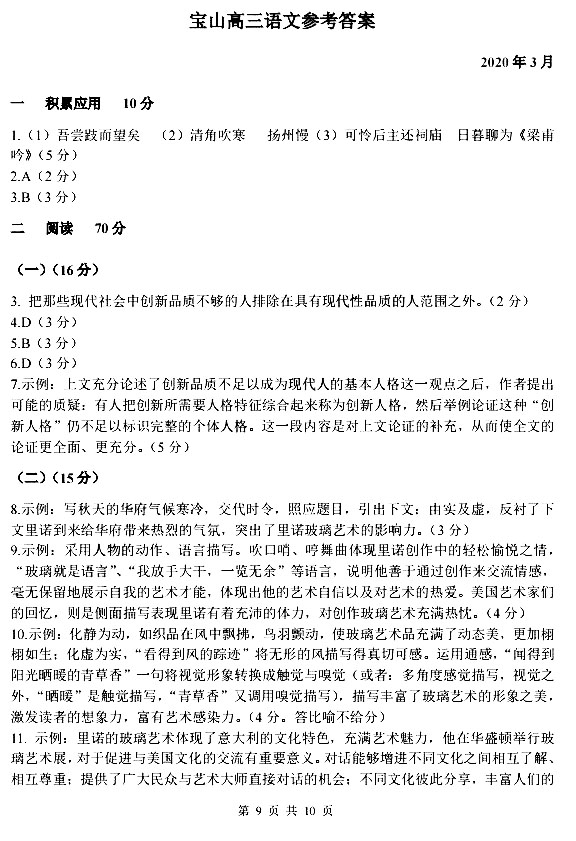 宝山高三语文参考答案
2020 年 3 月
一 积累应用 10 分
1.（1）吾尝跂而望矣 （2）清角吹寒 扬州慢（3）可怜后主还祠庙 日暮聊为《梁甫
吟》（5 分）
2.A（2 分）
3.B（3 分）
二 阅读 70 分
（一）（16 分）
3. 把那些现代社会中创新品质不够的人排除在具有现代性品质的人范围之外。（2 分）
4.D（3 分）
5.B（3 分）
6.D（3 分）
7.示例：上文充分论述了创新品质不足以成为现代人的基本人格这一观点之后，作者提出
可能的质疑：有人把创新所需要人格特征综合起来称为创新人格，然后举例论证这种“创
新人格”仍不足以标识完整的个体人格。这一段内容是对上文论证的补充，从而使全文的
论证更全面、更充分。（5 分）
（二）（15 分）
8.示例：写秋天的华府气候寒冷，交代时令，照应题目，引出下文；由实及虚，反衬了下
文里诺到来给华府带来热烈的气氛，突出了里诺玻璃艺术的影响力。（3 分）
9.示例：采用人物的动作、语言描写。吹口哨、哼舞曲体现里诺创作中的轻松愉悦之情，
“玻璃就是语言”、“我放手大干，一览无余”等语言，说明他善于通过创作来交流情感，
毫无保留地展示自我的艺术才能，体现出他的艺术自信以及对艺术的热爱。美国艺术家们
的回忆，则是侧面描写表现里诺有着充沛的体力，对创作玻璃艺术充满热忱。（4 分）
10.示例：化静为动，如织品在风中飘拂，鸟羽颤动，使玻璃艺术品充满了动态美，更加栩
栩如生；化虚为实，“看得到风的踪迹”将无形的风描写得真切可感。运用通感，“闻得到
阳光晒暖的青草香”一句将视觉形象转换成触觉与嗅觉（或者：多角度感觉描写，视觉之
外，“晒暖”是触觉描写，“青草香”又调用嗅觉描写），描写丰富了玻璃艺术的形象之美，
激发读者的想象力，富有艺术感染力。（4 分。答比喻不给分）
11. 示例：里诺的玻璃艺术体现了意大利的文化特色，充满艺术魅力，他在华盛顿举行玻
璃艺术展，对于促进与美国文化的交流有重要意义。对话能够增进不同文化之间相互了解、
相互尊重；提供了广大民众与艺术大师直接对话的机会；不同文化彼此分享，丰富人们的
第 9 页 共 10 页